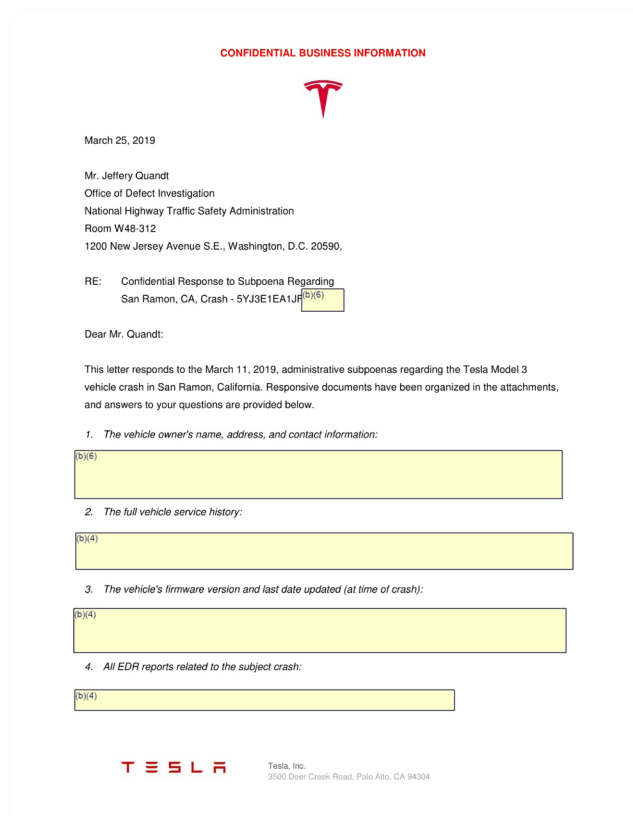 CONFIDENTIAL BUSINESS INFORMATION
March 25, 2019
Mr. Jeffery Quandt
Office of Defect Investigation
National Highway Traffic Safety Administration
Room W48-312
1200 New Jersey Avenue S.E., Washington, D.C. 20590,
RE: Confidential Response to Subpoena Regarding
San Ramon, CA, Crash - 5YJ3E1EA1JF(b)(6)
Dear Mr. Quandt:
This letter responds to the March 11, 2019, administrative subpoenas regarding the Tesla Model 3
vehicle crash in San Ramon, California. Responsive documents have been organized in the attachments,
and answers to your questions are provided below.
1. The vehicle owner's name, address, and contact information:
(b)(6)
2. The full vehicle service history:
(b)(4)
3. The vehicle's firmware version and last date updated (at time of crash):
(b)(4)
4. All EDR reports related to the subject crash:
(b)(4)
TESLA
Tesla, Inc.
3500 Deer Creek Road, Palo Alto, CA 94304